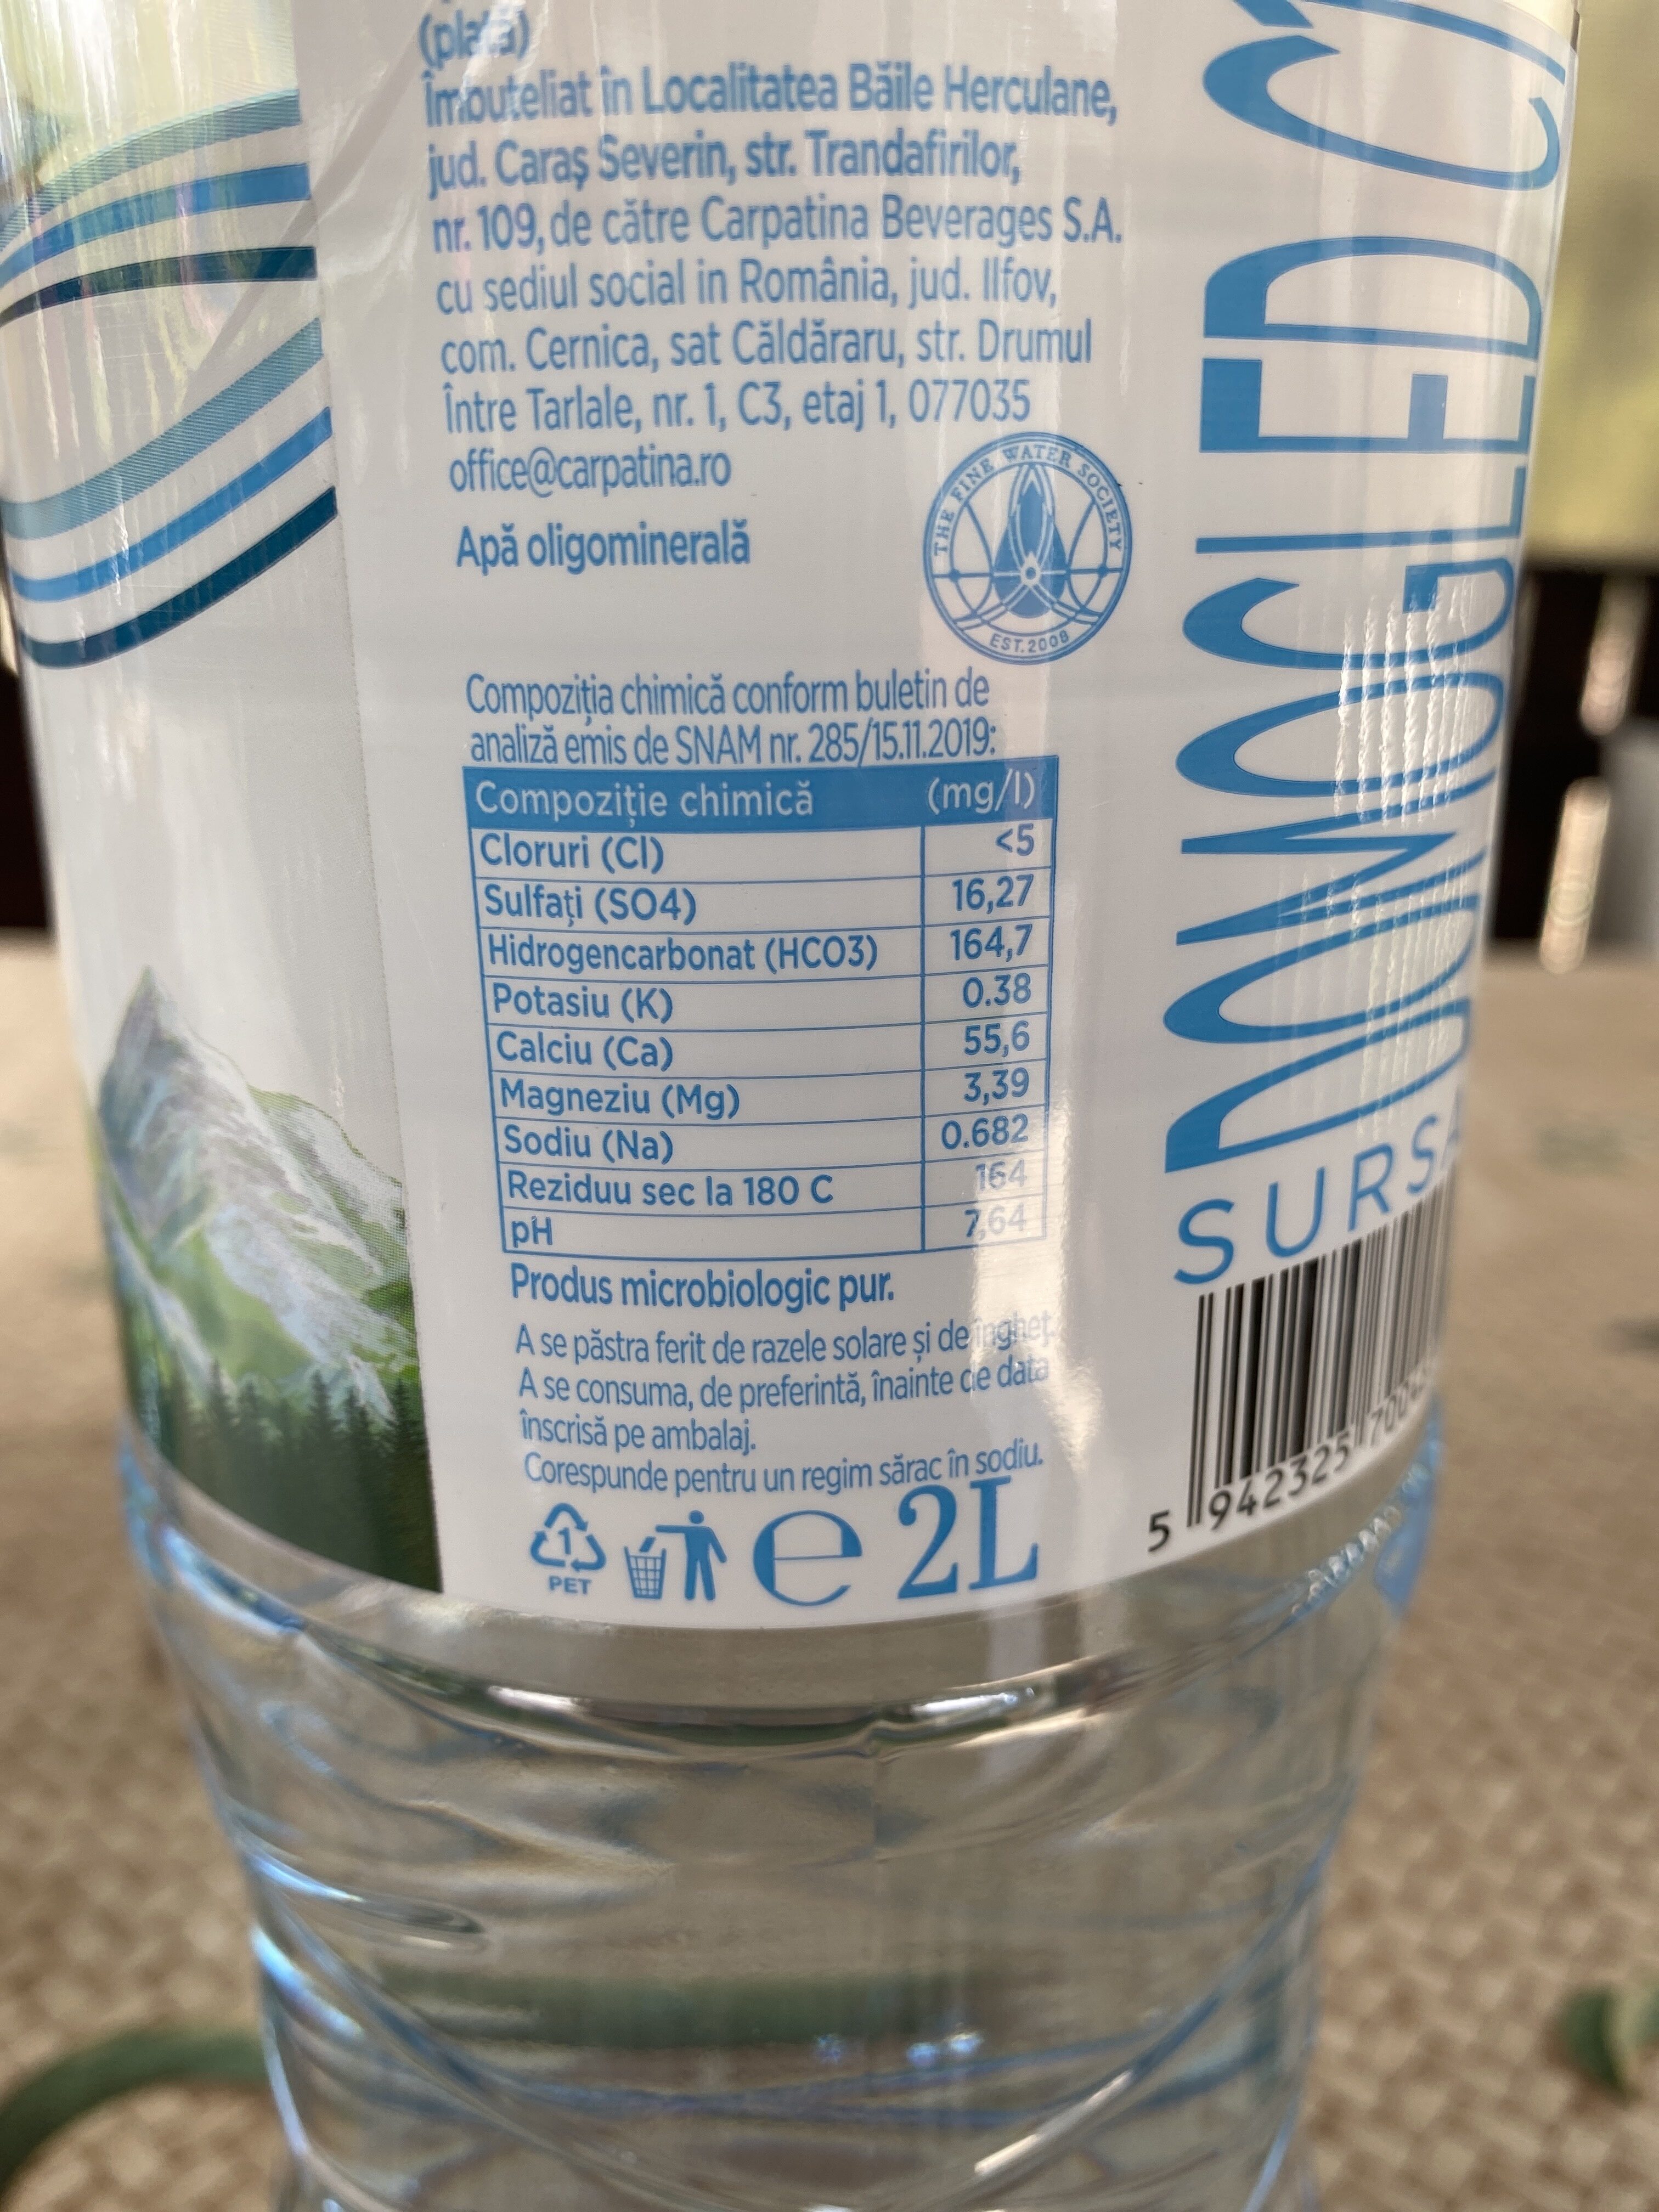 (plată)
Îmbuteliat în Localitatea Băile Herculane,
jud. Caraş Severin, str. Trandafirilor,
nr. 109, de către Carpatina Beverages S.A.
cu sediul social in România, jud. Ilfov,
com. Cernica, sat Căldăraru, str. Drumul
Între Tarlale, nr. 1, C3, etaj 1, 077035
office@carpatina.ro
THE FINE WATER SOCIETY
EST. 2008
Apă oligominerală
Compoziția chimică conform buletin de
analiză emis de SNAM nr. 285/15.11.2019:
Compoziție chimică (mg/l)
Cloruri (Cl) <5
Sulfați (SO4) 16,27
Hidrogencarbonat (HCO3) 164,7
Potasiu (K) 0.38
Calciu (Ca) 55,6
Magneziu (Mg) 3,39
Sodiu (Na) 0.682
Reziduu sec la 180 C 164
pH 7,64
Produs microbiologic pur.
A se păstra ferit de razele solare și de îngheț.
A se consuma, de preferintă, înainte de data
înscrisă pe ambalaj.
Corespunde pentru un regim sărac în sodiu.
1
PET
e 2L
SURSA
DOMOGLED
5 942325